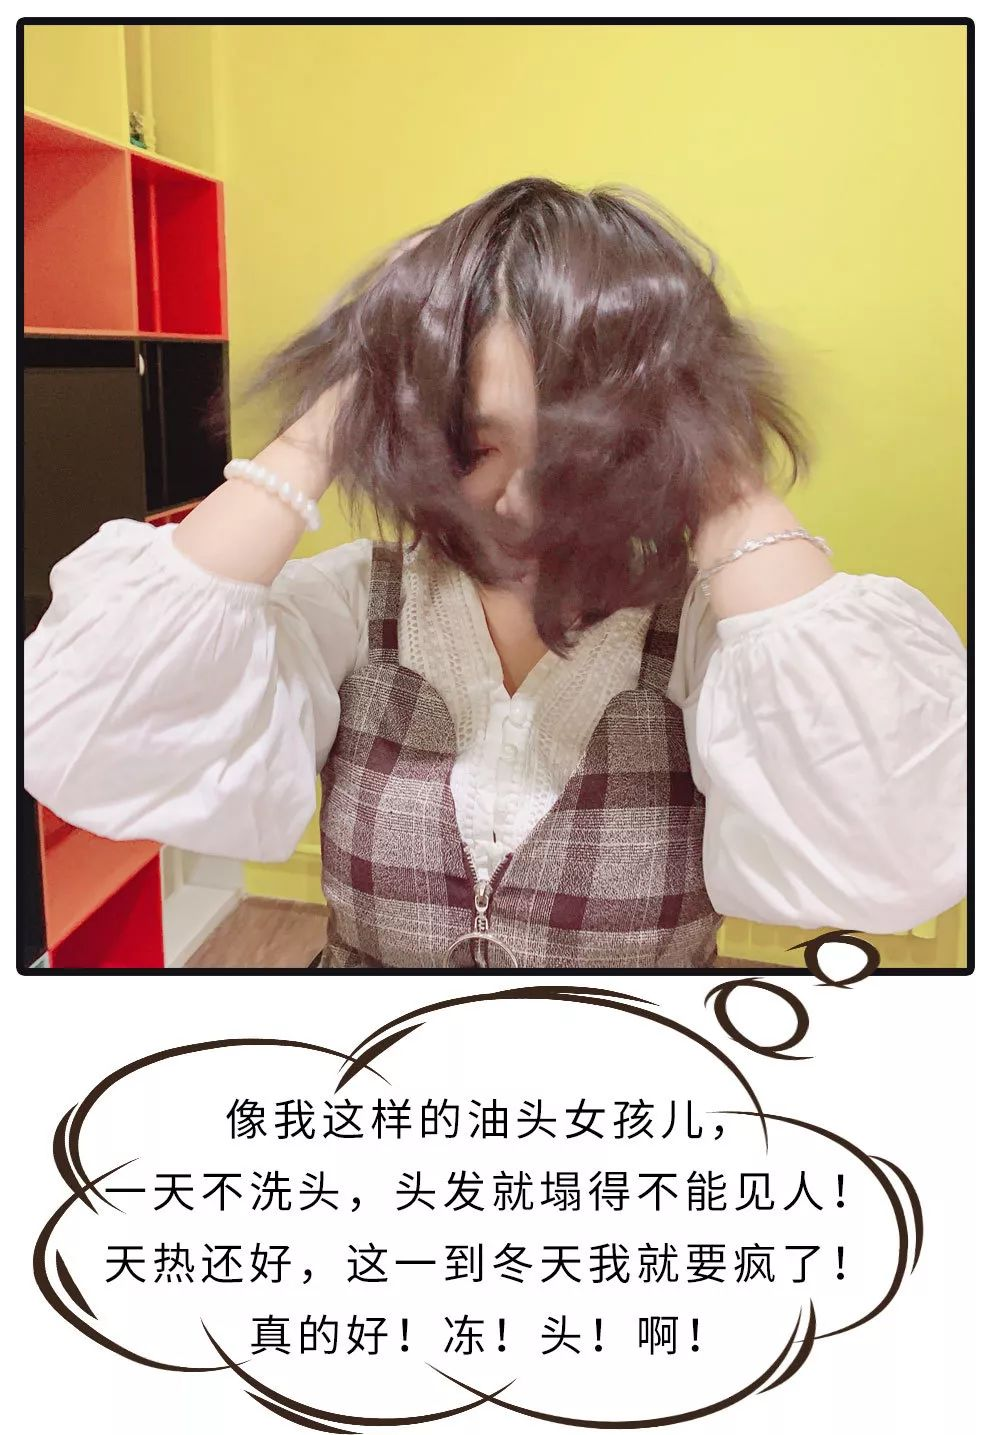 像我这样的油头女孩儿，
一天不洗头，头发就塌得不能见人！
天热还好，这一到冬天我就要疯了！
真的好！冻！头！啊！